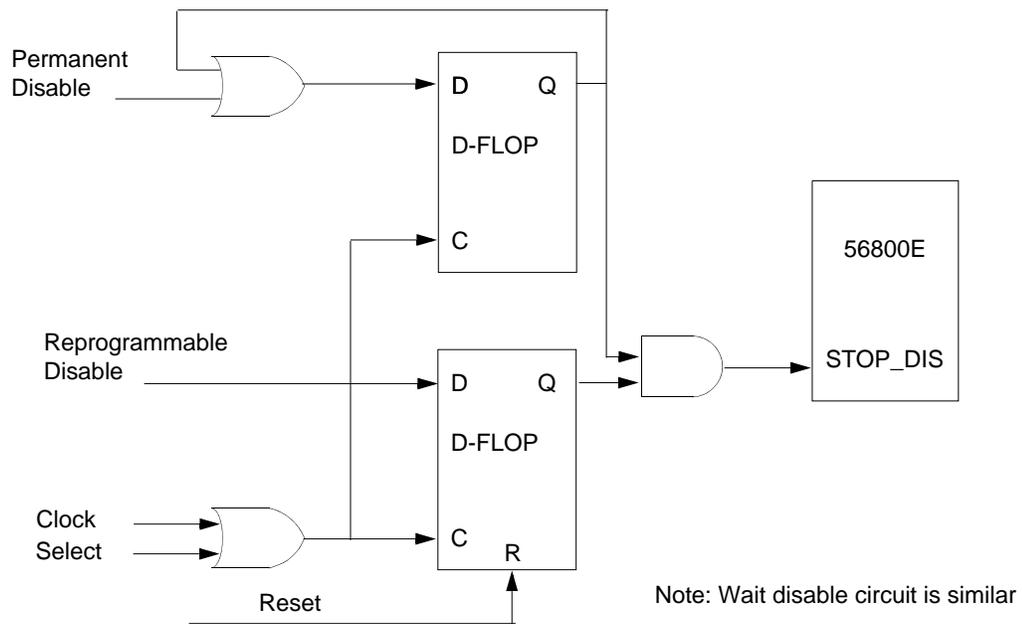 Permanent
Disable
D Q
D-FLOP
C
56800E
STOP_DIS
Reprogrammable
Disable
D Q
D-FLOP
C
R
Clock
Select
Reset
Note: Wait disable circuit is similar